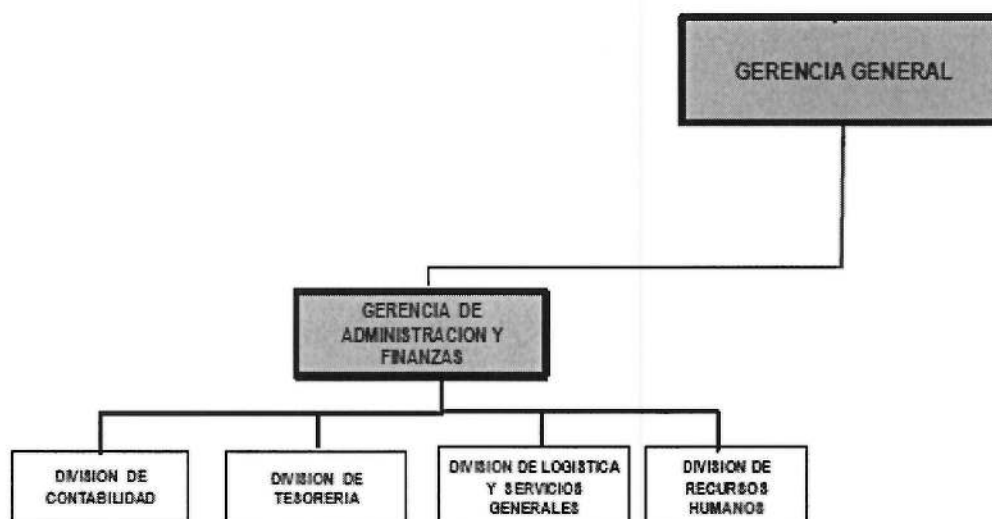 GERENCIA GENERAL
GERENCIA DE
ADMINISTRACION Y
FINANZAS
DIVISION DE
CONTABILIDAD
DIVISION DE
TESORERIA
DIVISION DE LOGISTICA
Y SERVICIOS
GENERALES
DIVISION DE
RECURSOS
HUMANOS